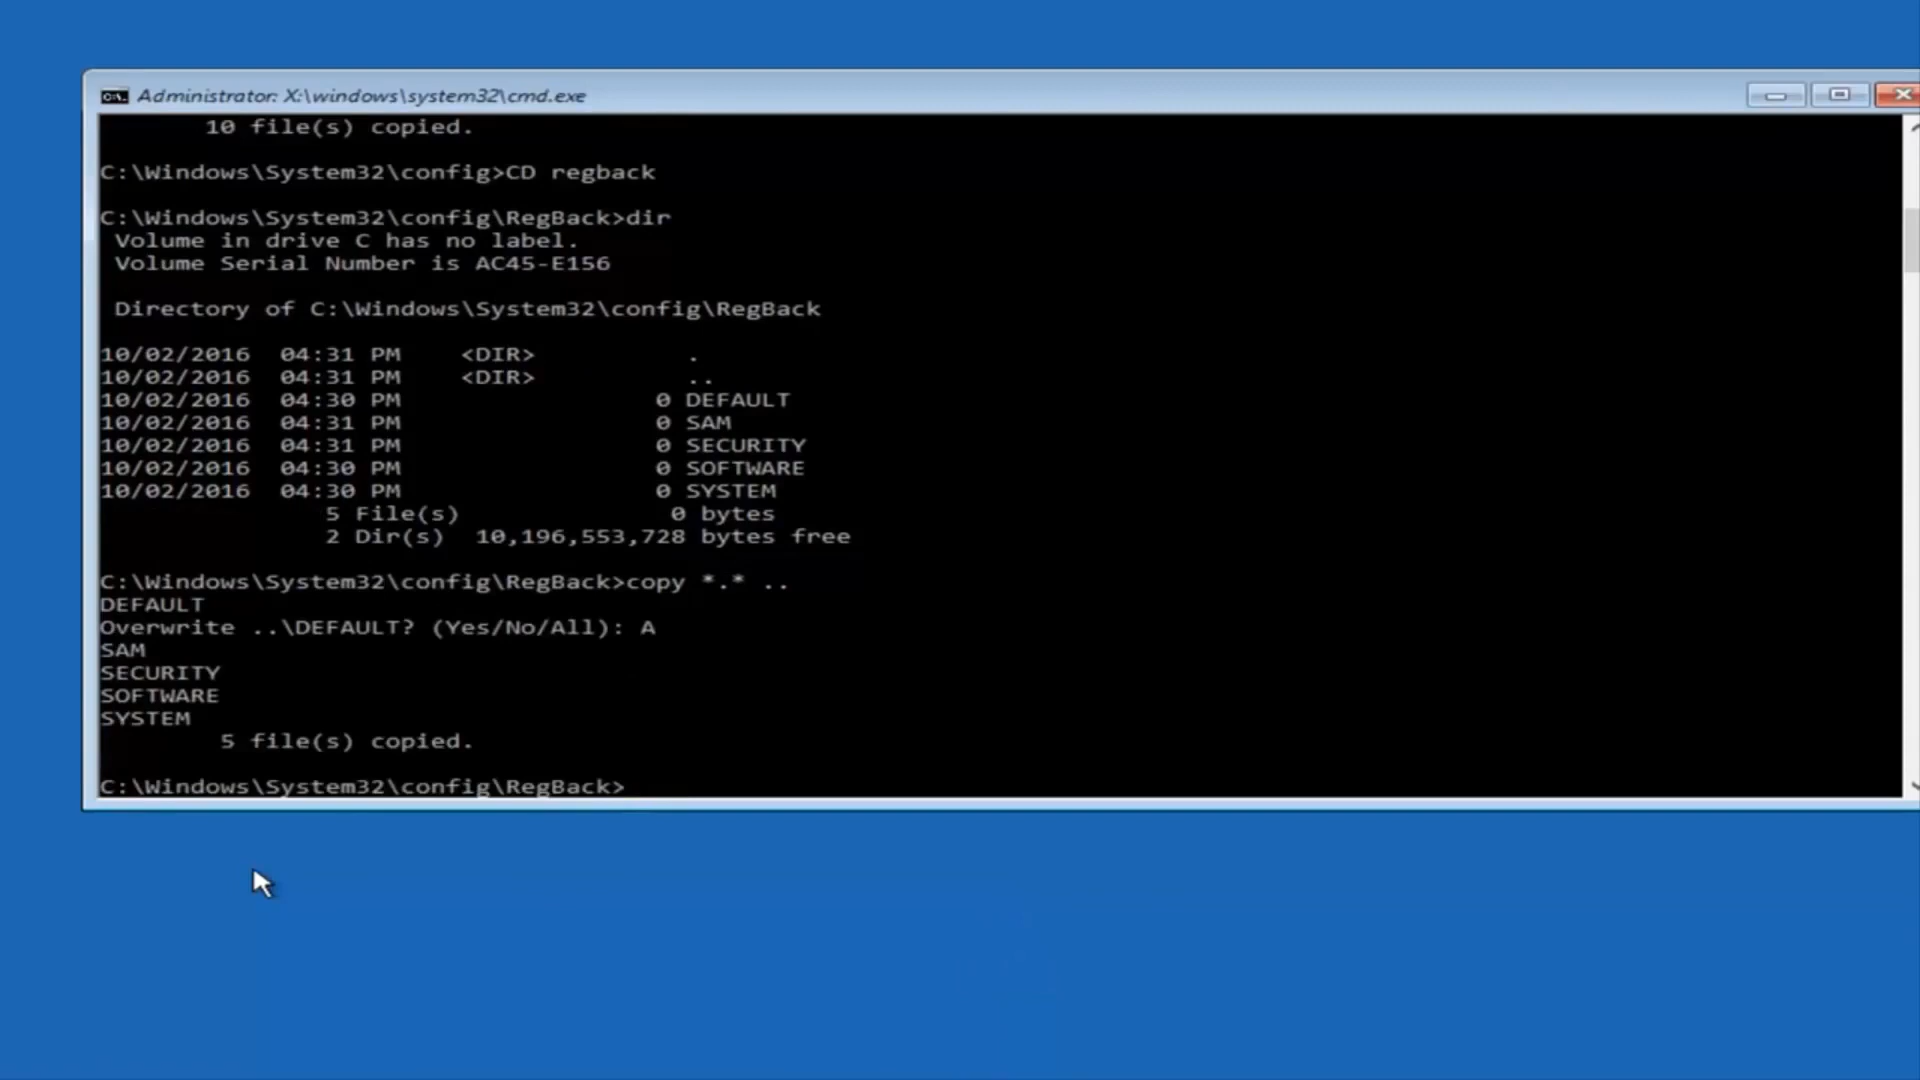 Administrator: X:\windows\system32\cmd.exe
10 file(s) copied.
C:\Windows\System32\config>CD regback
C:\Windows\System32\config\RegBack>dir
Volume in drive C has no label.
Volume Serial Number is AC45-E156
Directory of C:\Windows\System32\config\RegBack
10/02/2016  04:31 PM    <DIR>          .
10/02/2016  04:31 PM    <DIR>          ..
10/02/2016  04:30 PM                 0 DEFAULT
10/02/2016  04:31 PM                 0 SAM
10/02/2016  04:31 PM                 0 SECURITY
10/02/2016  04:30 PM                 0 SOFTWARE
10/02/2016  04:30 PM                 0 SYSTEM
5 File(s)              0 bytes
2 Dir(s)  10,196,553,728 bytes free
C:\Windows\System32\config\RegBack>copy *.* ..
DEFAULT
Overwrite ..\DEFAULT? (Yes/No/All): A
SAM
SECURITY
SOFTWARE
SYSTEM
5 file(s) copied.
C:\Windows\System32\config\RegBack>